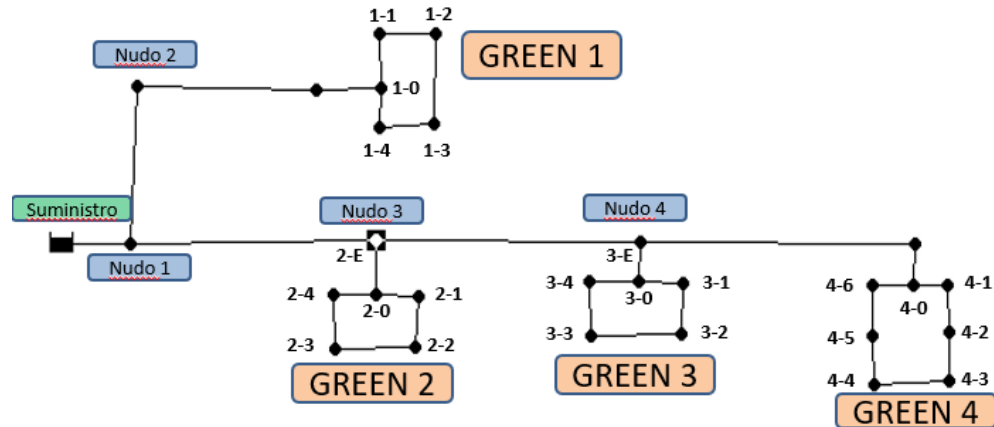 1-1 1-2
GREEN 1
Nudo 2
1-0
1-4 1-3
Suministro
Nudo 3
Nudo 4
Nudo 1
2-E
3-E
2-4 2-0 2-1
3-4 3-0 3-1
4-6 4-0 4-1
2-3 2-2
3-3 3-2
4-5 4-2
GREEN 2
GREEN 3
4-4 4-3
GREEN 4